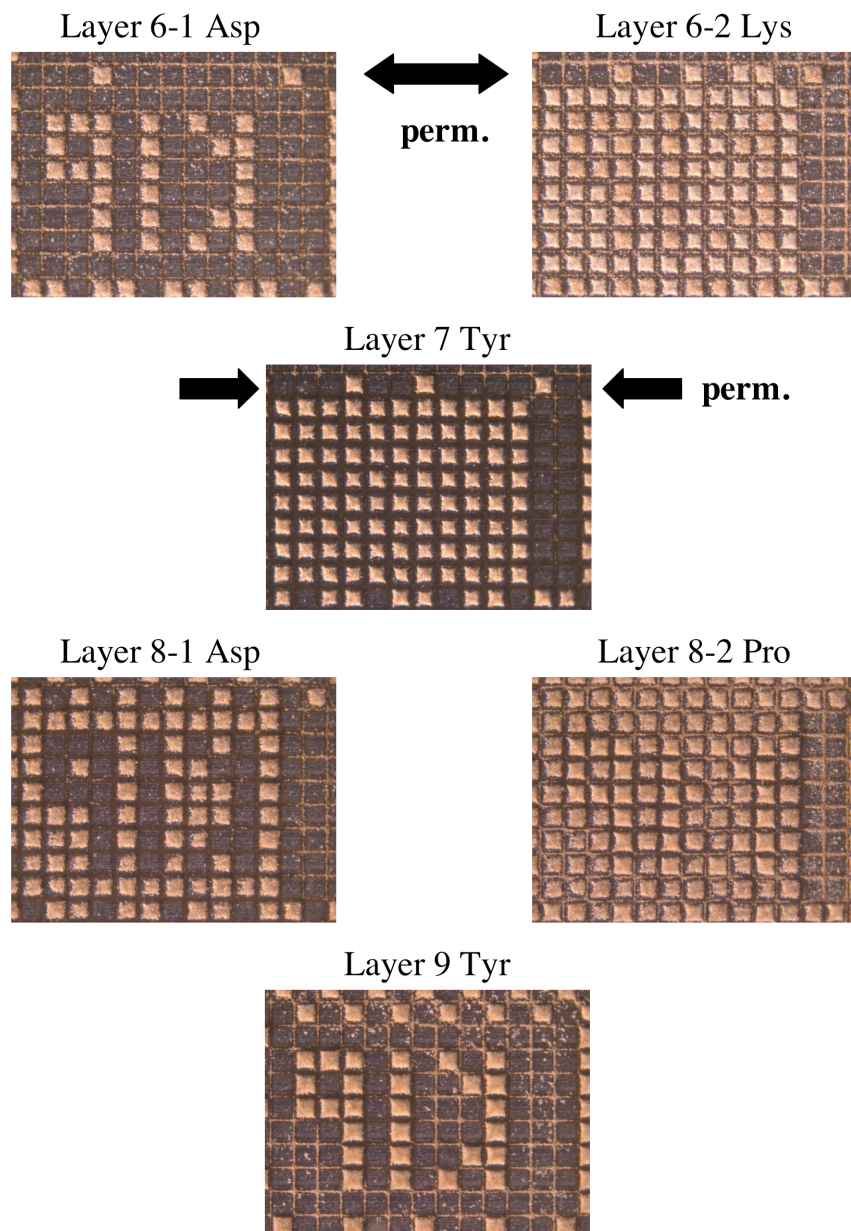 Layer 6-1 Asp
Layer 6-2 Lys
perm.
Layer 7 Tyr
perm.
Layer 8-1 Asp
Layer 8-2 Pro
Layer 9 Tyr